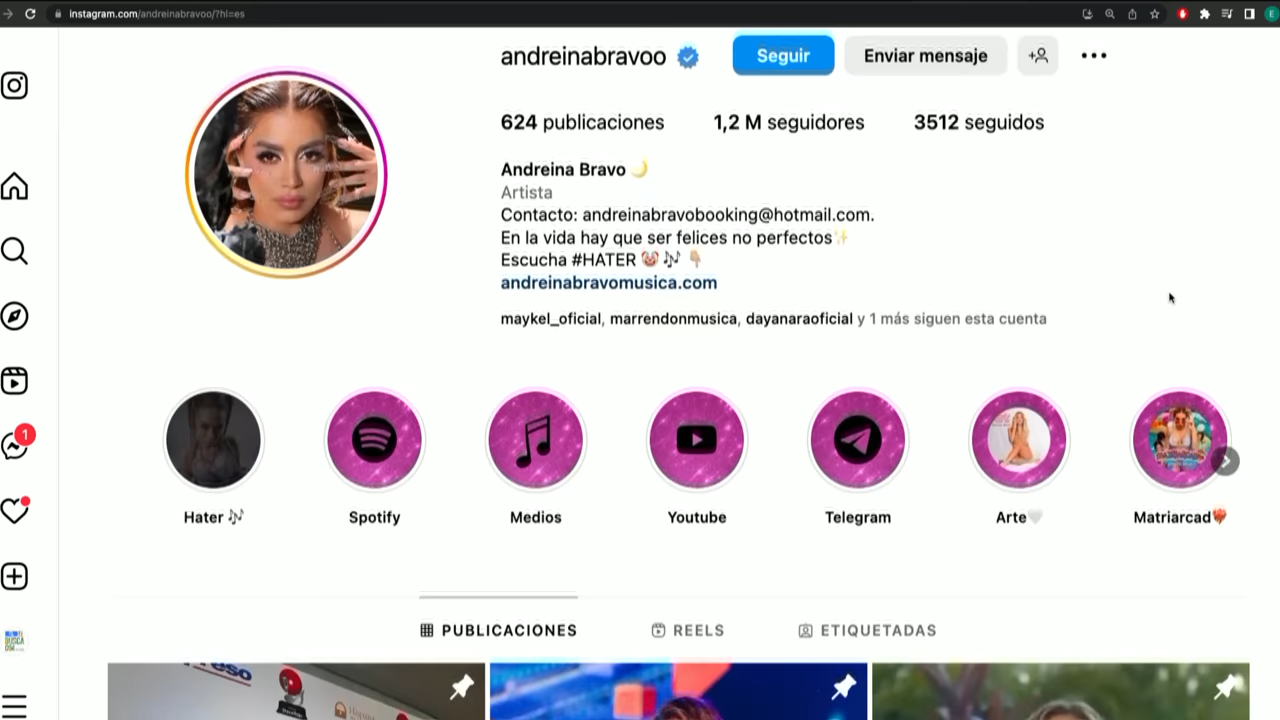 instagram.com/andreinabravoo/?hl=es
E
andreinabravoo
Seguir
Enviar mensaje
624 publicaciones
1,2 M seguidores
3512 seguidos
Andreina Bravo 🌙
Artista
Contacto: andreinabravobooking@hotmail.com.
En la vida hay que ser felices no perfectos✨
Escucha #HATER 🤡 🎶 👇🏼
andreinabravomusica.com
maykel_oficial, marrendonmusica, dayanaraoficial y 1 más siguen esta cuenta
1
Hater 🎶
Spotify
Medios
Youtube
Telegram
Arte🤍
Matriarcad❤️‍🔥
PUBLICACIONES
REELS
ETIQUETADAS